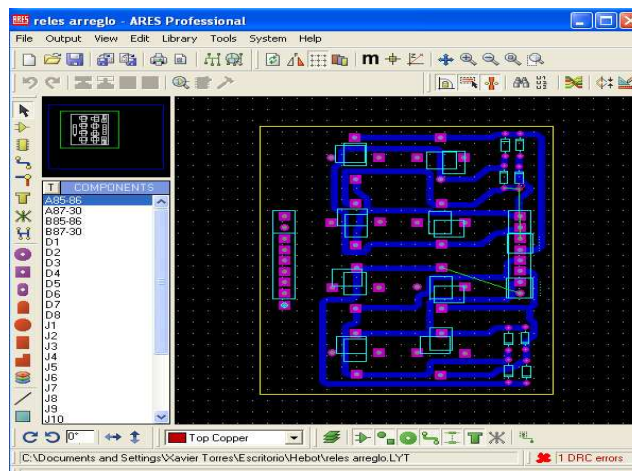 ARES reles arreglo - ARES Professional
File Output View Edit Library Tools System Help
m
T COMPONENTS
A85-86
A87-30
B85-86
B87-30
D1
D2
D3
D4
D5
D6
D7
D8
J1
J2
J3
J4
J5
J6
J7
J8
J9
J10
0° Top Copper
C:\Documents and Settings\Xavier Torres\Escritorio\Hebot\reles arreglo.LYT 1 DRC errors